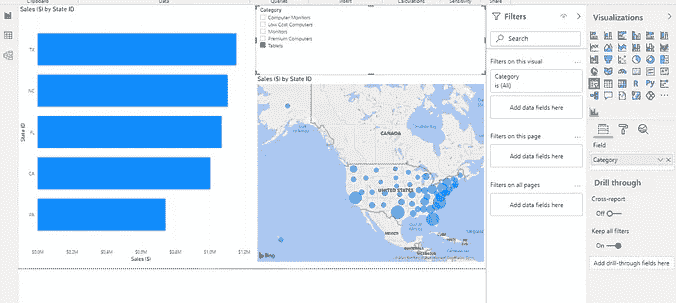 Clipboard
Data
Queries
Insert
Calculations
Sensitivity
Share
Sales ($) by State ID
TX
NC
FL
CA
State ID
$0.0M
$0.2M
$0.4M
$0.6M
$0.8M
$1.0M
$1.2M
Sales ($)
Category
Computer Monitors
Low Cost Computers
Monitors
Premium Computers
Tablets
Sales ($) by State ID
CANADA
UNITED STATES
MEXICO
Bing
Filters
Search
Filters on this visual
Category
is (All)
Add data fields here
Filters on this page
Add data fields here
Filters on all pages
Add data fields here
Visualizations
Field
Category
Drill through
Cross-report
Off
Keep all filters
On
Add drill-through fields here